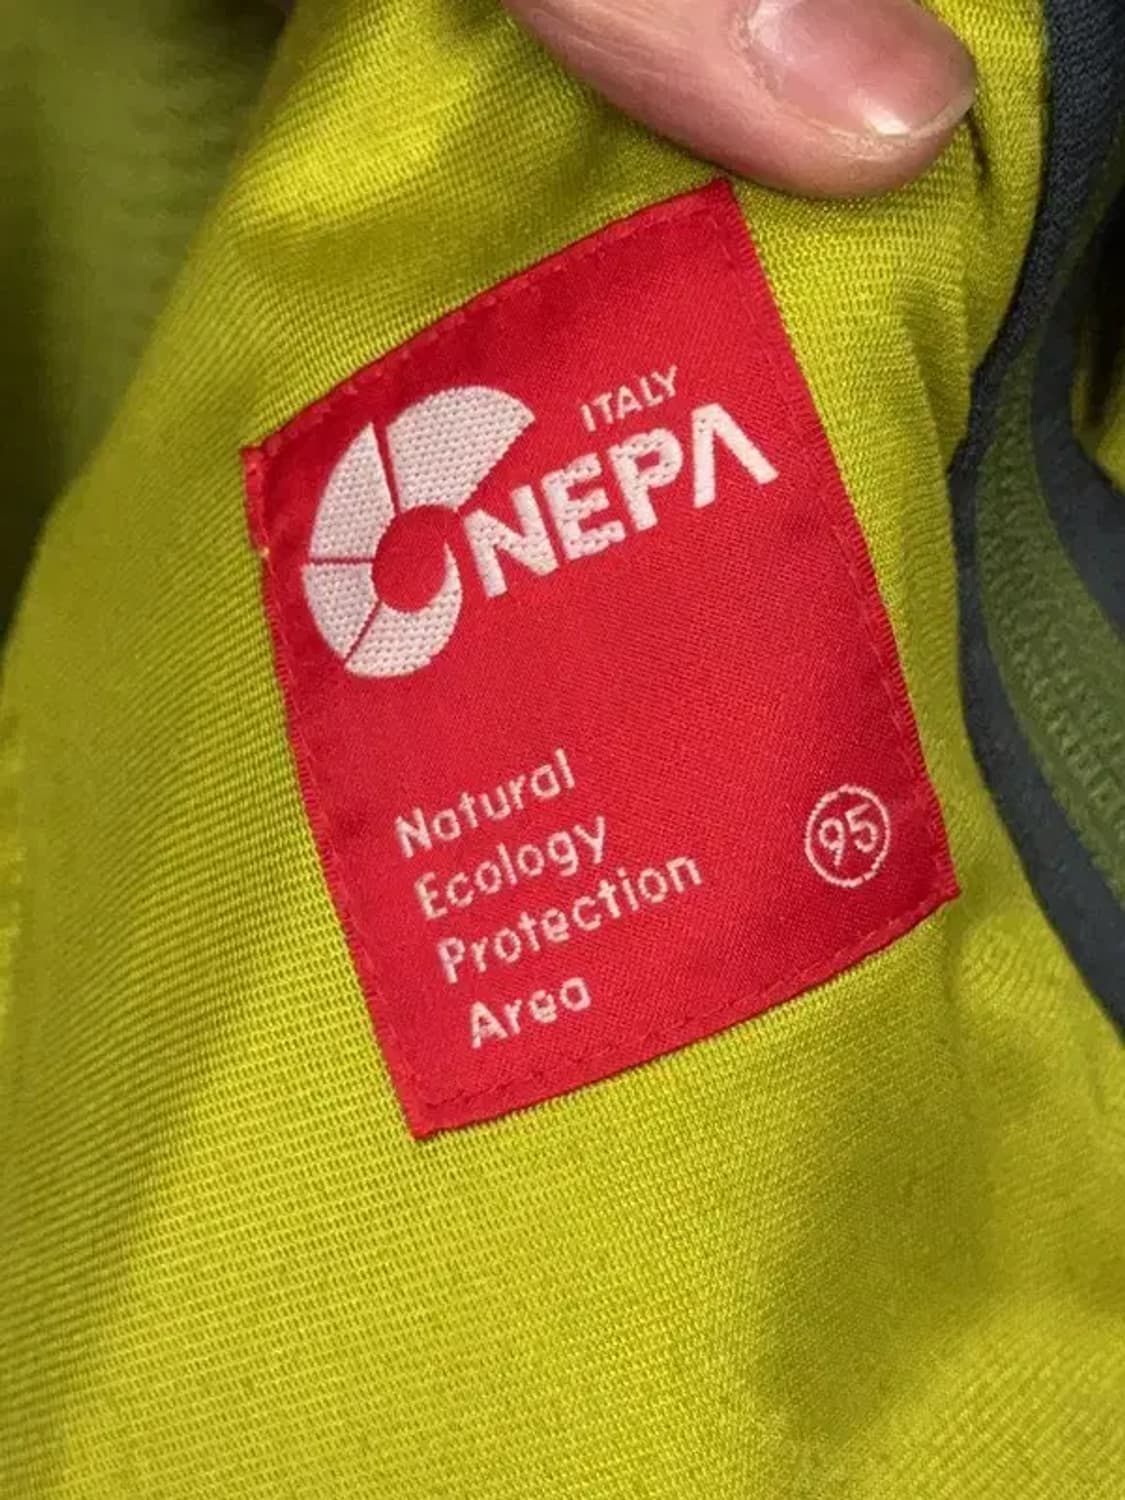 ITALY
NEPA
Natural
Ecology
Protection
Area
95